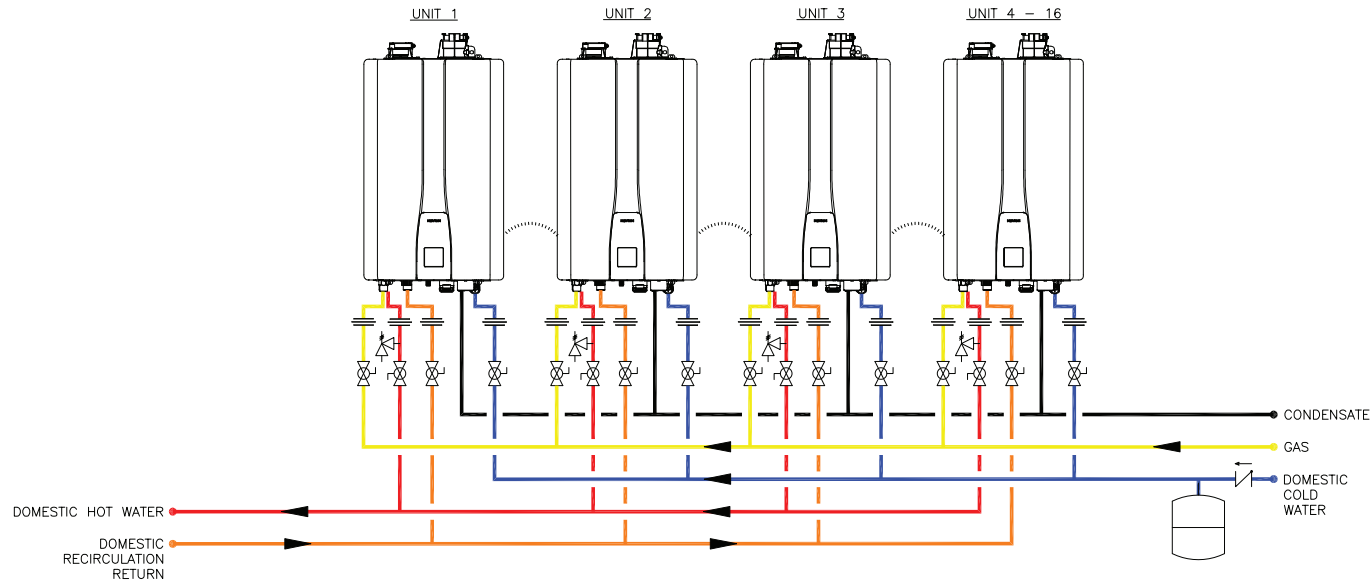 UNIT 1
UNIT 2
UNIT 3
UNIT 4 - 16
CONDENSATE
GAS
DOMESTIC
COLD
WATER
DOMESTIC HOT WATER
DOMESTIC
RECIRCULATION
RETURN